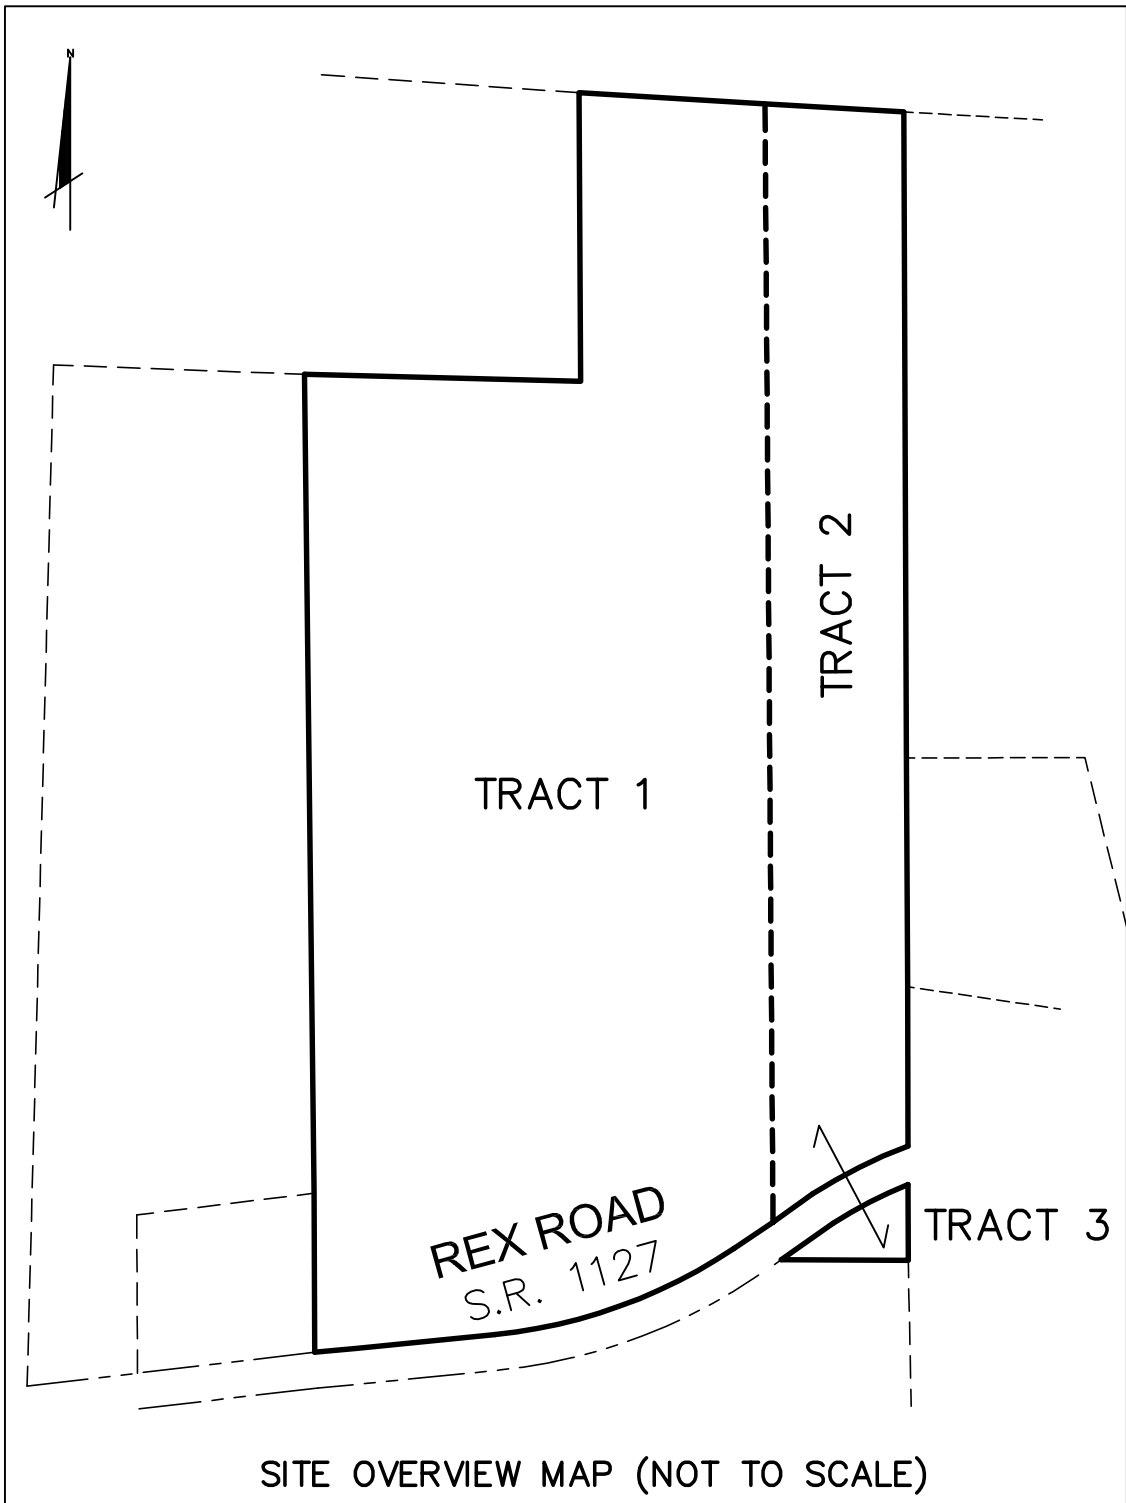 N
TRACT 2
TRACT 1
REX ROAD
S.R. 1127
TRACT 3
SITE OVERVIEW MAP (NOT TO SCALE)